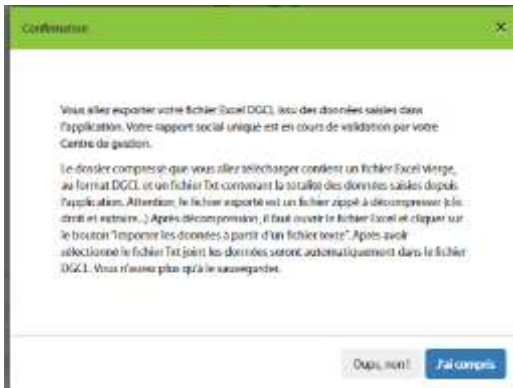 Confirmation ×
Vous allez exporter votre fichier Excel DGCL issu des données saisies dans
l'application. Votre rapport social unique est en cours de validation par votre
Centre de gestion.
Le dossier compressé que vous allez télécharger contient un fichier Excel vierge,
au format DGCL et un fichier Txt contenant la totalité des données saisies depuis
l'application. Attention, le fichier exporté est un fichier zippé à décompresser (clic
droit et extraire...) Après décompression, il faut ouvrir le fichier Excel et cliquer sur
le bouton "Importer les données à partir d'un fichier texte". Après avoir
sélectionné le fichier Txt joint les données seront automatiquement dans le fichier
DGCL. Vous n'aurez plus qu'à le sauvegarder.
Oups, non ! J'ai compris